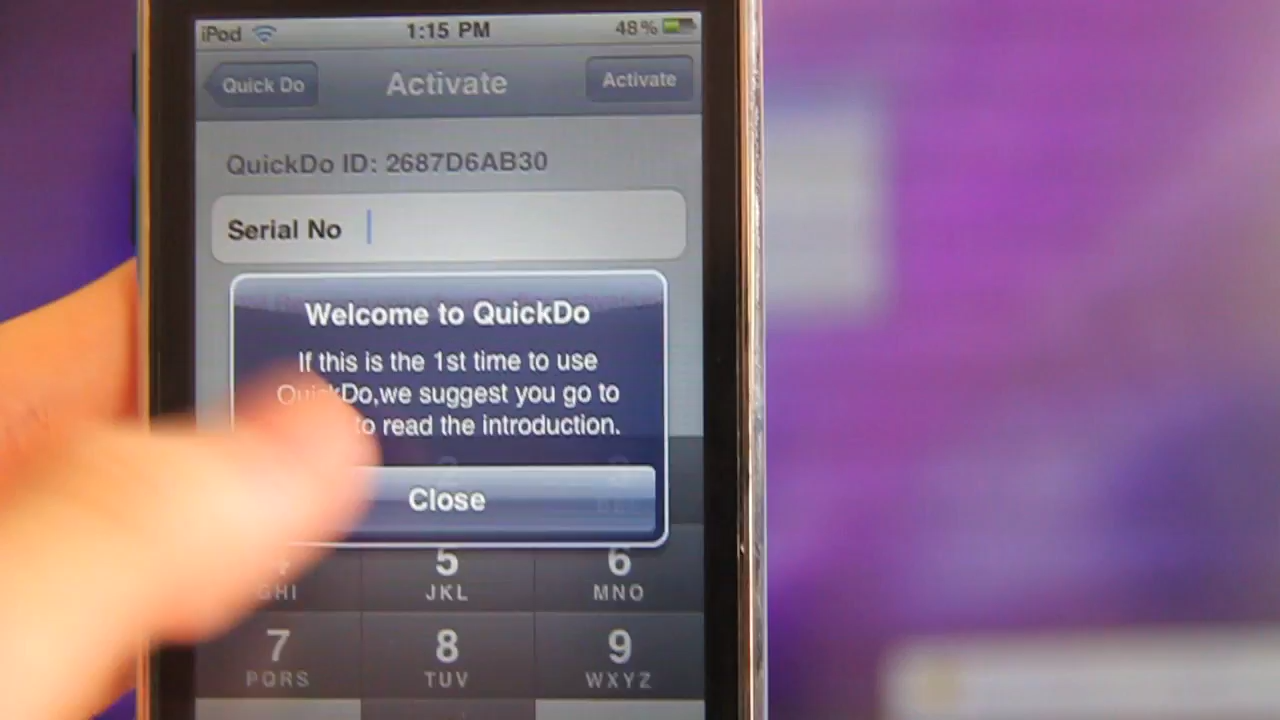 iPod 1:15 PM 48%
Quick Do Activate Activate
QuickDo ID: 2687D6AB30
Serial No
Welcome to QuickDo
If this is the 1st time to use
QuickDo,we suggest you go to
to read the introduction.
Close
5 6
GHI JKL MNO
7 8 9
PQRS TUV WXYZ